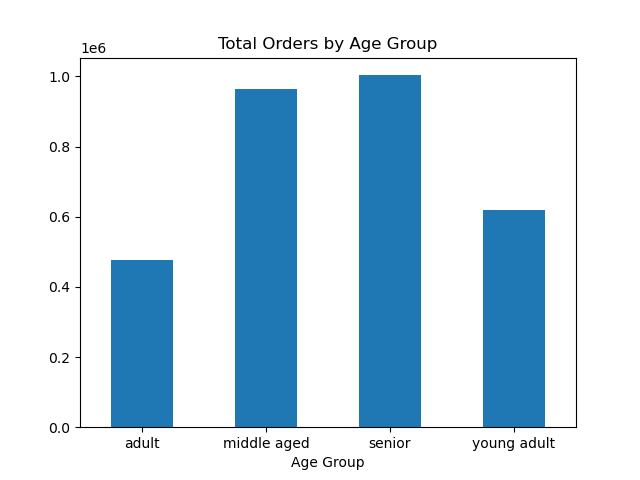 Total Orders by Age Group
1e6
1.0
0.8
0.6
0.4
0.2
0.0
adult middle aged senior young adult
Age Group